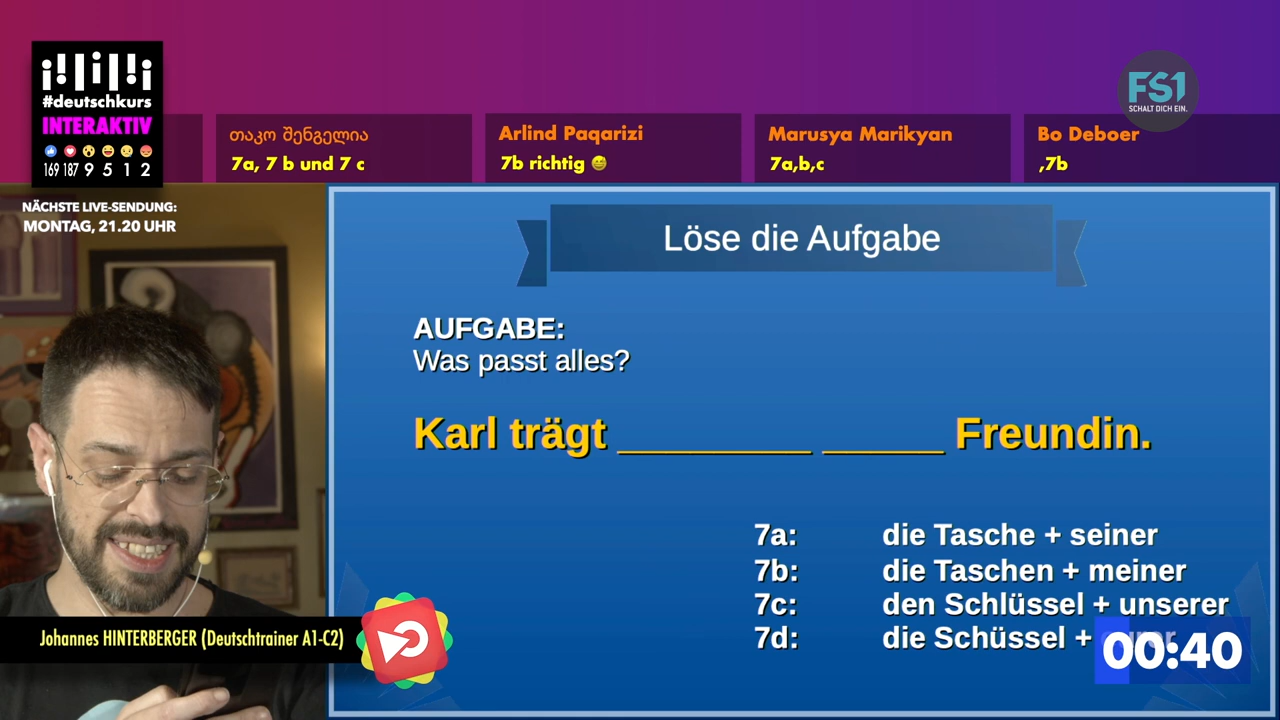 #deutschkurs
INTERAKTIV
169 187 9 5 1 2
NÄCHSTE LIVE-SENDUNG:
MONTAG, 21.20 UHR
თაკო შენგელია
7a, 7 b und 7 c
Arlind Paqarizi
7b richtig 😅
Marusya Marikyan
7a,b,c
Bo Deboer
,7b
FS1
SCHALT DICH EIN.
Löse die Aufgabe
AUFGABE:
Was passt alles?
Karl trägt ________ _____ Freundin.
7a: die Tasche + seiner
7b: die Taschen + meiner
7c: den Schlüssel + unserer
7d: die Schüssel +
00:40
Johannes HINTERBERGER (Deutschtrainer A1-C2)